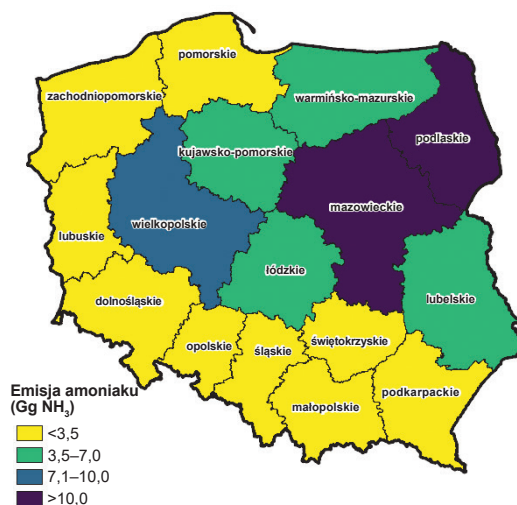 pomorskie
zachodniopomorskie
warmińsko-mazurskie
podlaskie
kujawsko-pomorskie
mazowieckie
wielkopolskie
lubuskie
łódzkie
lubelskie
dolnośląskie
opolskie
śląskie
świętokrzyskie
podkarpackie
małopolskie
Emisja amoniaku
(Gg NH₃)
<3,5
3,5–7,0
7,1–10,0
>10,0